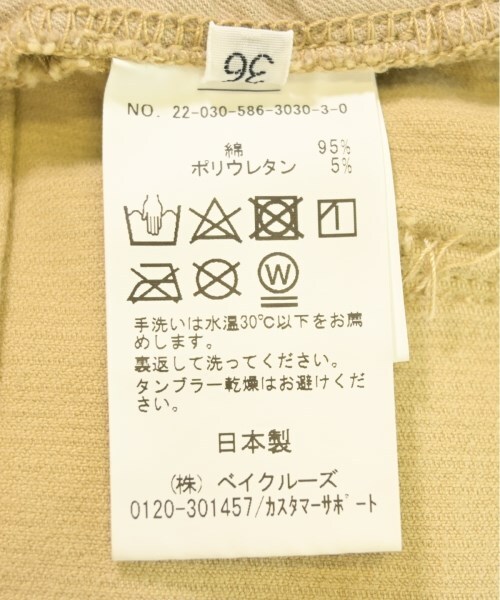 36
NO. 22-030-586-3030-3-0
綿 95%
ポリウレタン 5%
W
手洗いは水温30℃以下をお薦
めします。
裏返して洗ってください。
タンブラー乾燥はお避けくだ
さい。
日本製
(株) ベイクルーズ
0120-301457/カスタマーサポート